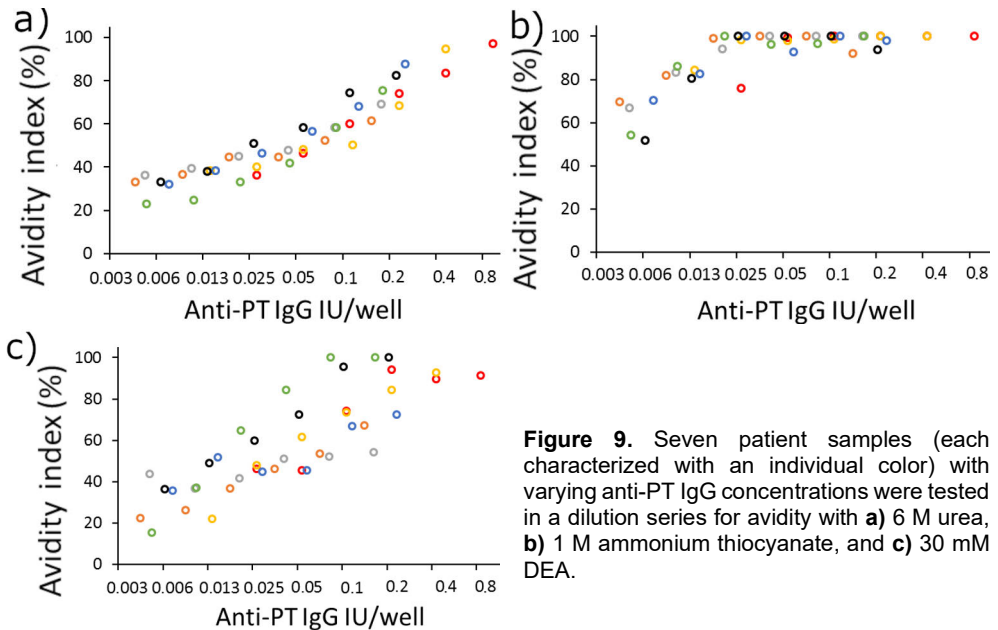 a)
Avidity index (%)
100
80
60
40
20
0
0.003 0.006 0.013 0.025 0.05 0.1 0.2 0.4 0.8
Anti-PT IgG IU/well
b)
Avidity index (%)
100
80
60
40
20
0
0.003 0.006 0.013 0.025 0.05 0.1 0.2 0.4 0.8
Anti-PT IgG IU/well
c)
Avidity index (%)
100
80
60
40
20
0
0.003 0.006 0.013 0.025 0.05 0.1 0.2 0.4 0.8
Anti-PT IgG IU/well
Figure 9. Seven patient samples (each
characterized with an individual color) with
varying anti-PT IgG concentrations were tested
in a dilution series for avidity with a) 6 M urea,
b) 1 M ammonium thiocyanate, and c) 30 mM
DEA.